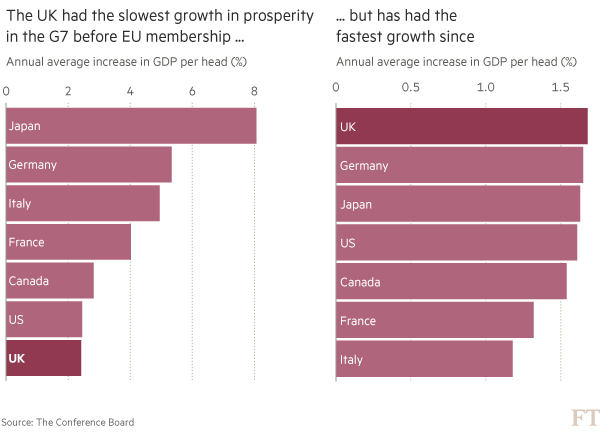 The UK had the slowest growth in prosperity
in the G7 before EU membership ...
Annual average increase in GDP per head (%)
0 2 4 6 8
Japan
Germany
Italy
France
Canada
US
UK
... but has had the
fastest growth since
Annual average increase in GDP per head (%)
0 0.5 1.0 1.5
UK
Germany
Japan
US
Canada
France
Italy
Source: The Conference Board
FT